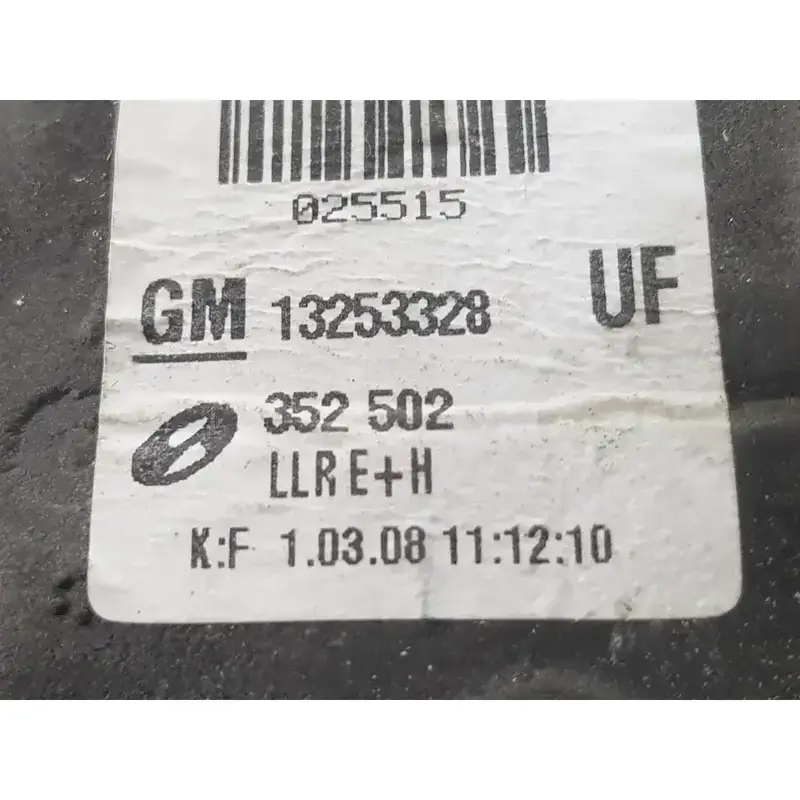 025515
GM 13253328 UF
352 502
LLR E+H
K:F 1.03.08 11:12:10